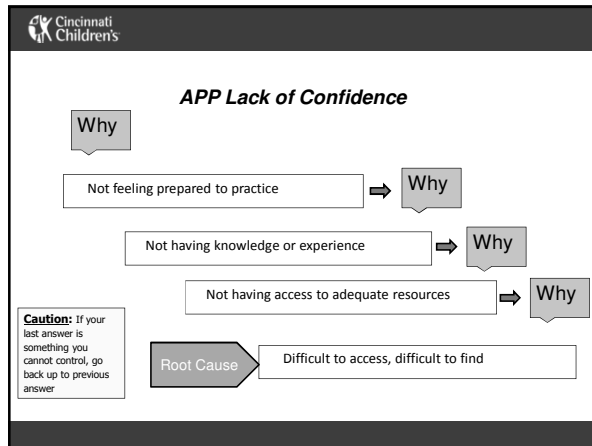 Cincinnati
Children's
APP Lack of Confidence
Why
Not feeling prepared to practice
Why
Not having knowledge or experience
Why
Not having access to adequate resources
Why
Caution: If your
last answer is
something you
cannot control, go
back up to previous
answer
Root Cause
Difficult to access, difficult to find